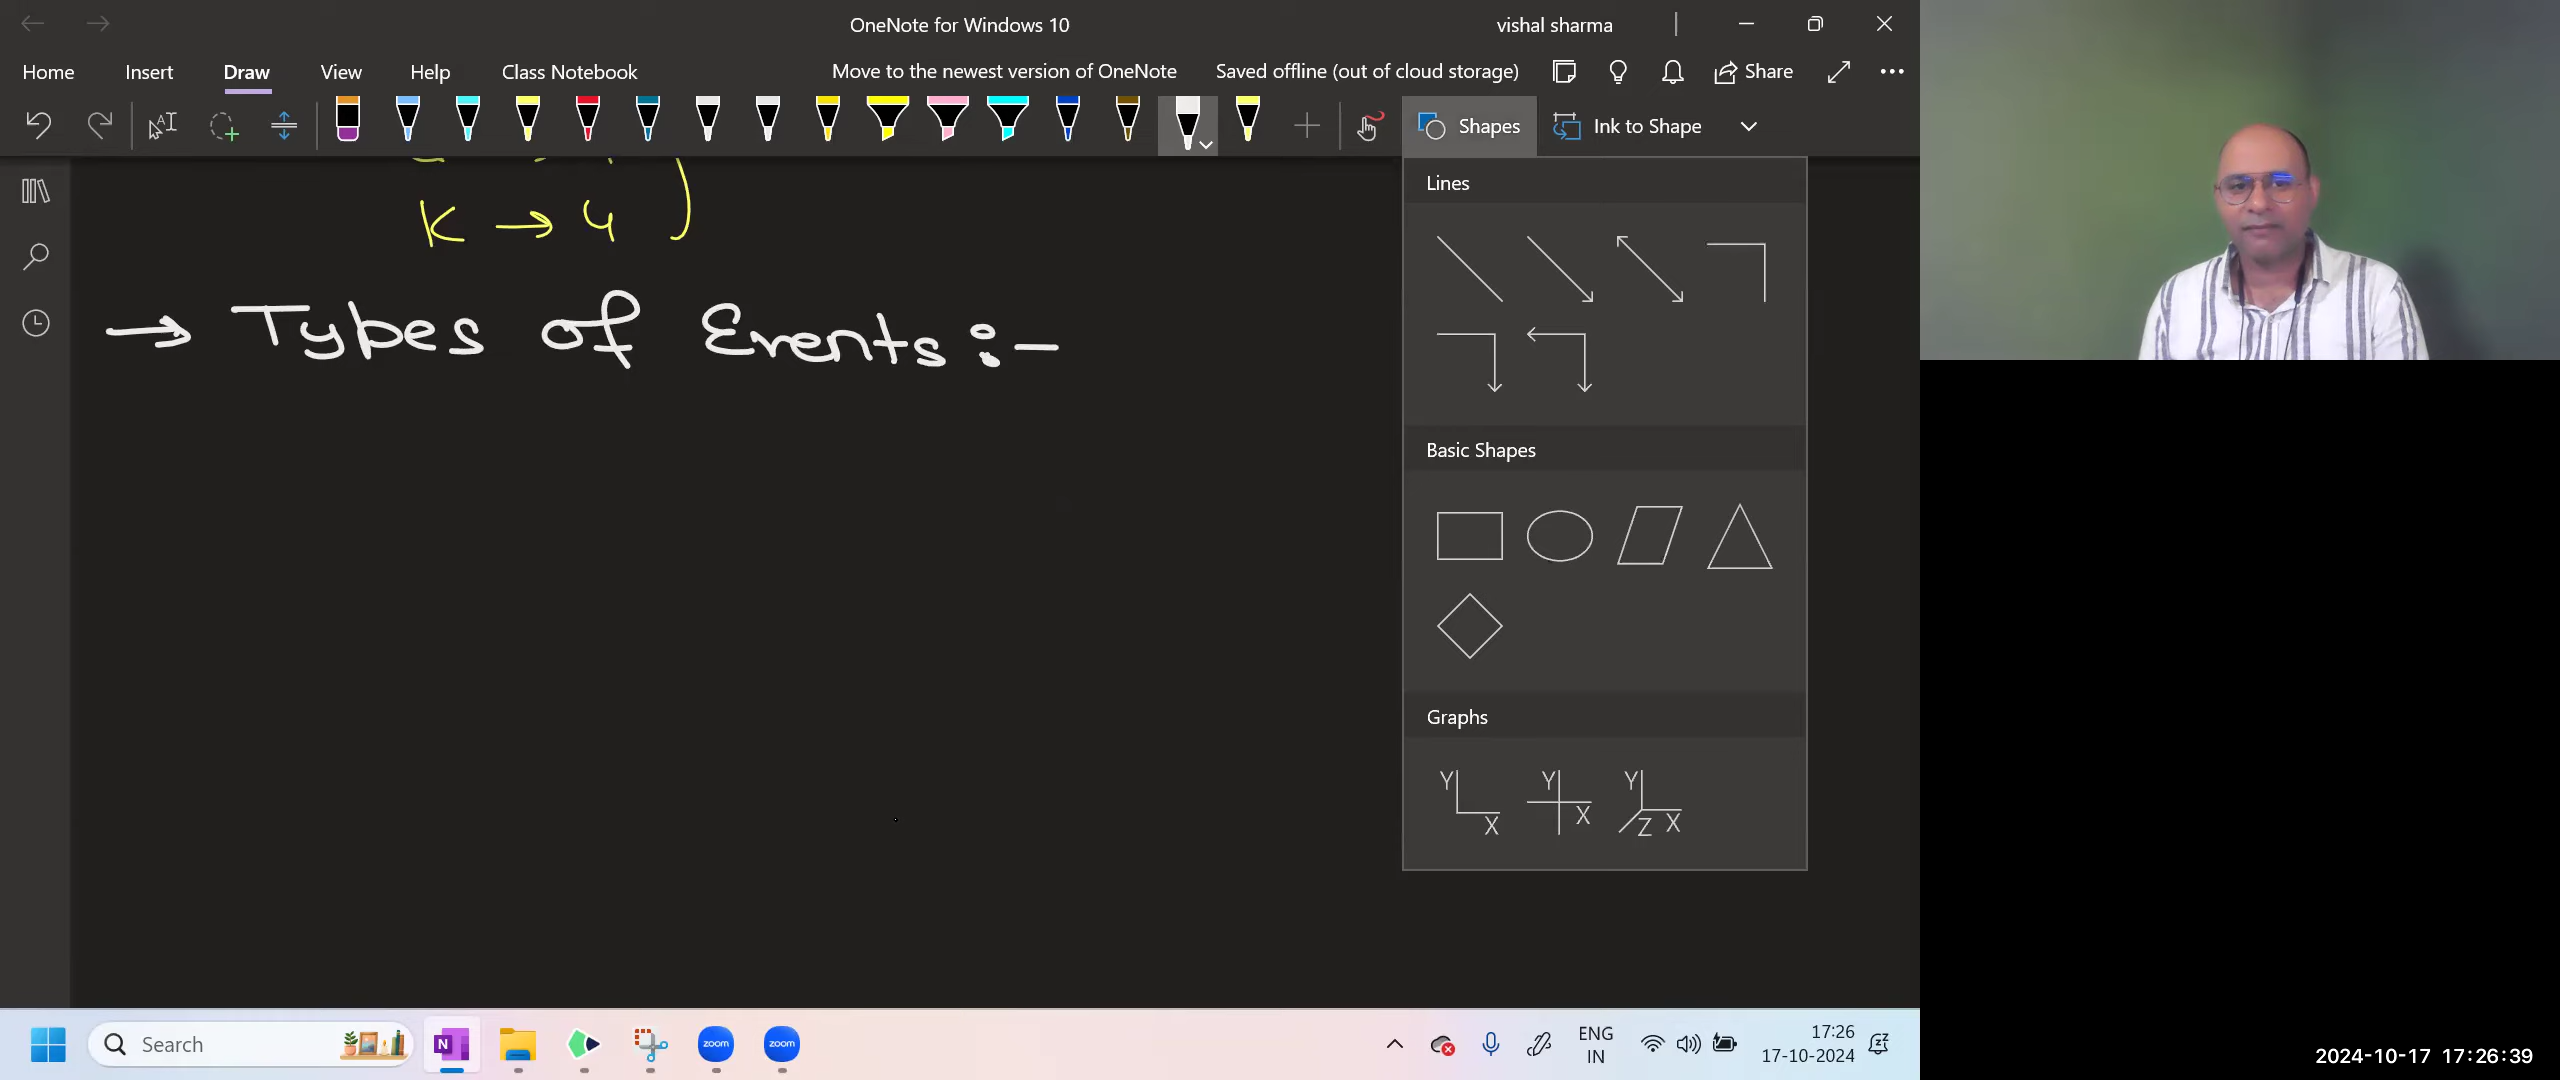 OneNote for Windows 10
vishal sharma
Home Insert Draw View Help Class Notebook
Move to the newest version of OneNote Saved offline (out of cloud storage) Share
Shapes Ink to Shape
Lines
K → 4
→ Types of Events :-
Basic Shapes
Graphs
Y X
Y X
Y Z X
Search
zoom
zoom
ENG
IN
17:26
17-10-2024
2024-10-17 17:26:39